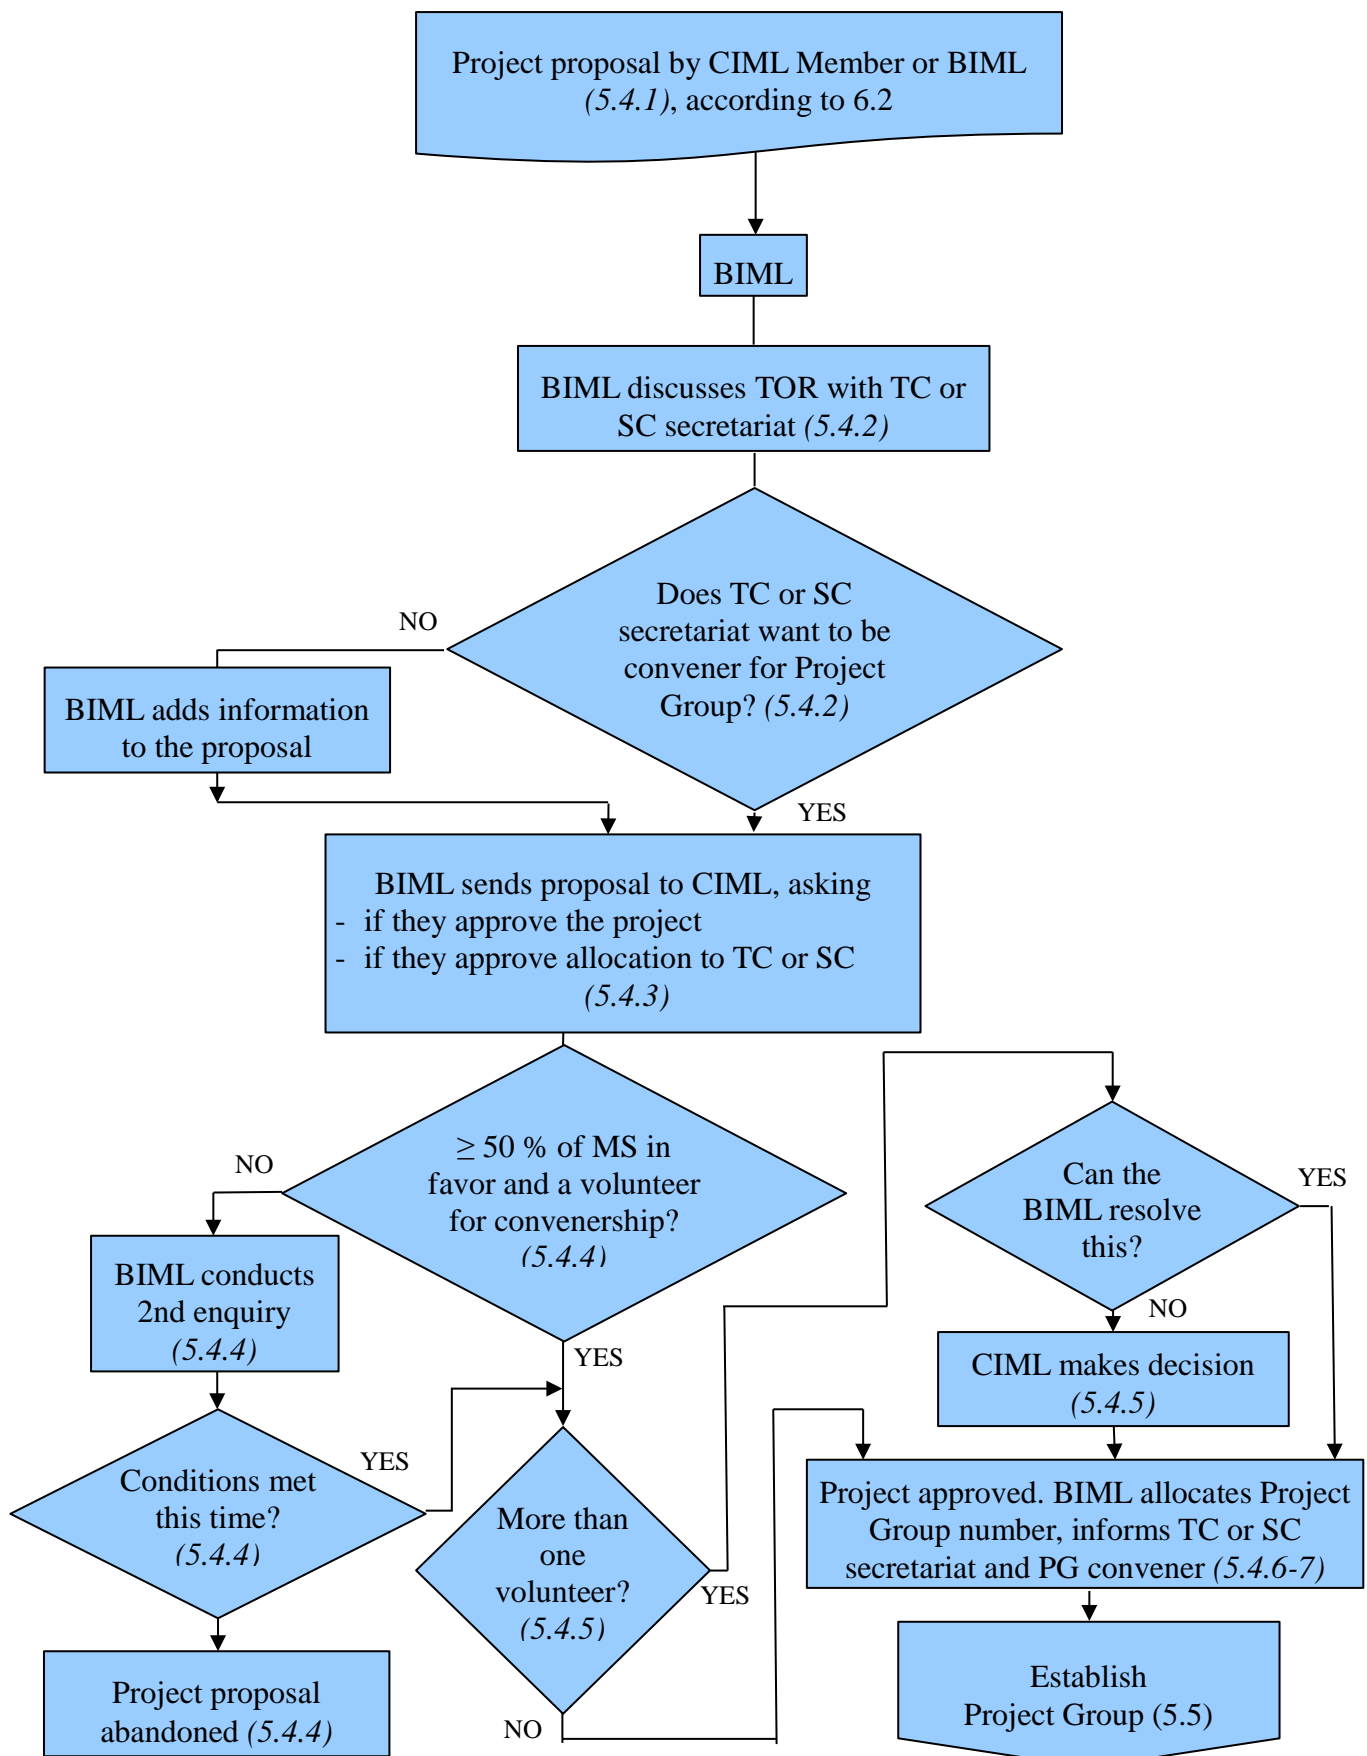 Project proposal by CIML Member or BIML
(5.4.1), according to 6.2
BIML
BIML discusses TOR with TC or
SC secretariat (5.4.2)
Does TC or SC
secretariat want to be
convener for Project
Group? (5.4.2)
NO
BIML adds information
to the proposal
YES
BIML sends proposal to CIML, asking
- if they approve the project
- if they approve allocation to TC or SC
(5.4.3)
≥ 50 % of MS in
favor and a volunteer
for convenership?
(5.4.4)
NO
YES
BIML conducts
2nd enquiry
(5.4.4)
Conditions met
this time?
(5.4.4)
YES
Project proposal
abandoned (5.4.4)
More than
one
volunteer?
(5.4.5)
YES
NO
Can the
BIML resolve
this?
YES
NO
CIML makes decision
(5.4.5)
Project approved. BIML allocates Project
Group number, informs TC or SC
secretariat and PG convener (5.4.6-7)
Establish
Project Group (5.5)